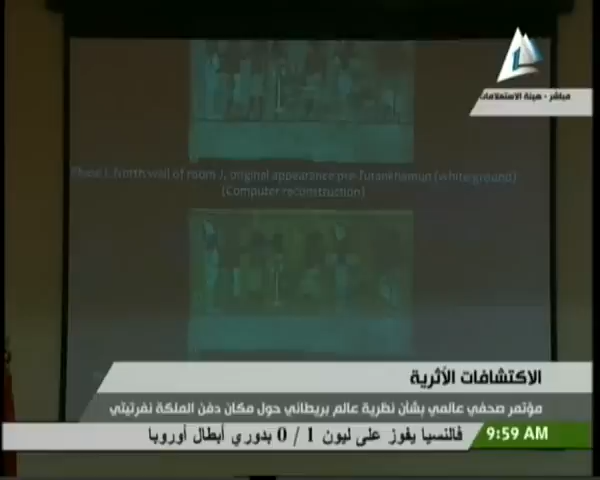 مباشر - هيئة الاستعلامات
Phase I. North wall of room J, original appearance pre-Tutankhamun (white ground)
(Computer reconstruction)
الاكتشافات الأثرية
مؤتمر صحفي عالمي بشأن نظرية عالم بريطاني حول مكان دفن الملكة نفرتيتي
فالنسيا يفوز على ليون 1 / 0 بدوري أبطال أوروبا
9:59 AM